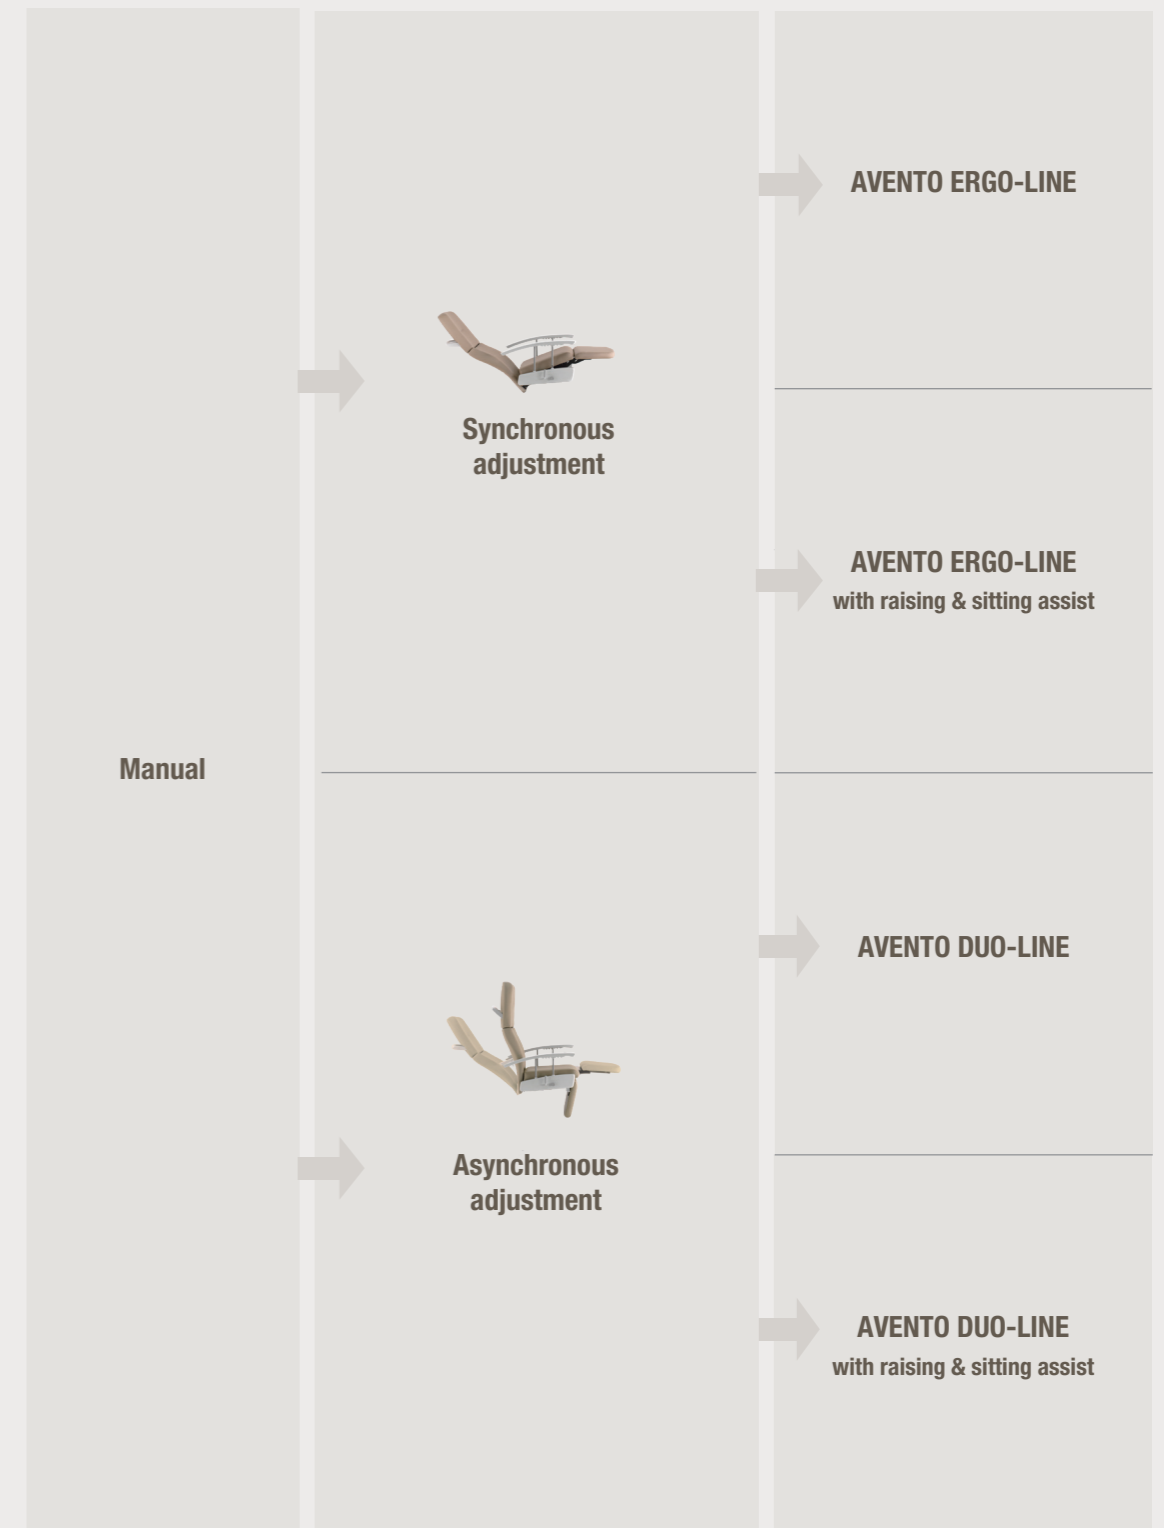 Manual
Synchronous
adjustment
AVENTO ERGO-LINE
AVENTO ERGO-LINE
with raising & sitting assist
Asynchronous
adjustment
AVENTO DUO-LINE
AVENTO DUO-LINE
with raising & sitting assist